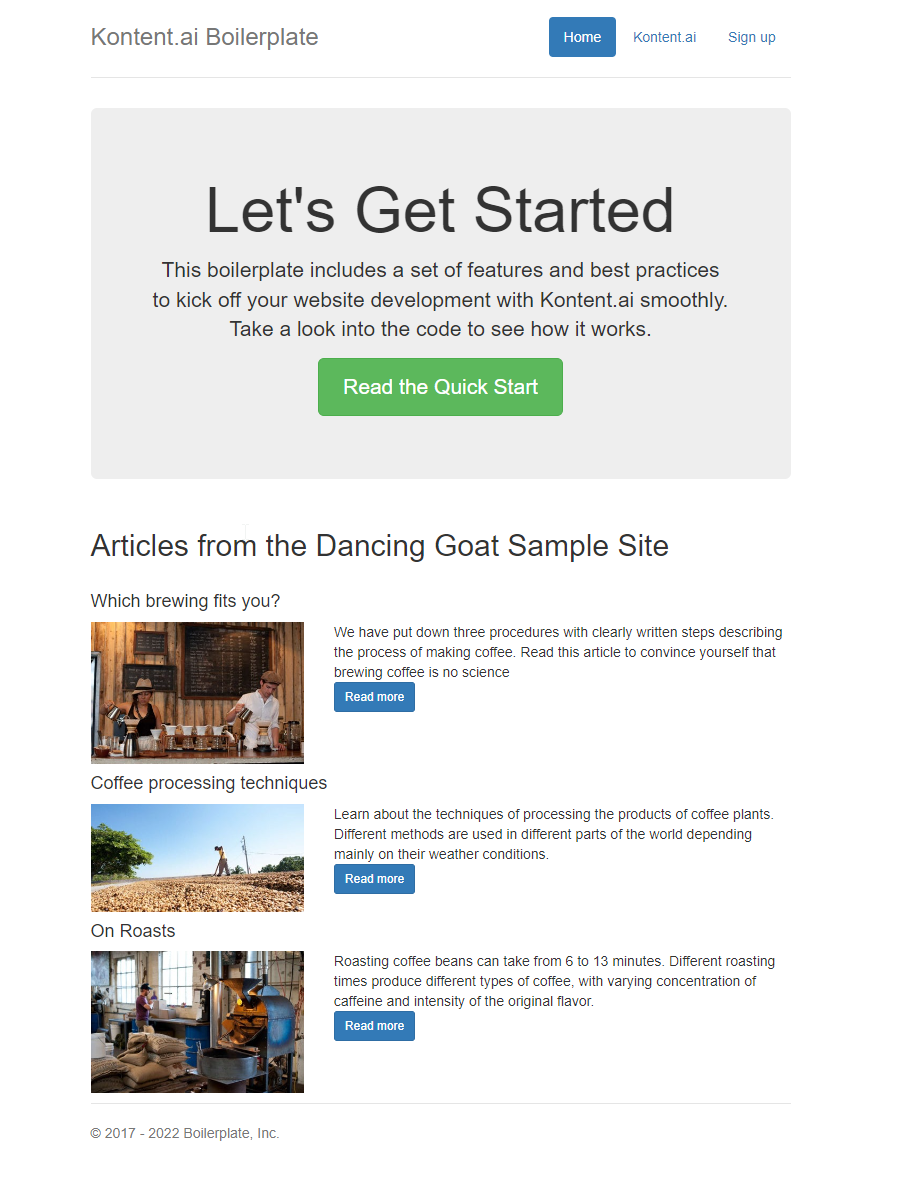 Kontent.ai Boilerplate
Home
Kontent.ai
Sign up
Let's Get Started
This boilerplate includes a set of features and best practices
to kick off your website development with Kontent.ai smoothly.
Take a look into the code to see how it works.
Read the Quick Start
Articles from the Dancing Goat Sample Site
Which brewing fits you?
We have put down three procedures with clearly written steps describing
the process of making coffee. Read this article to convince yourself that
brewing coffee is no science
Read more
Coffee processing techniques
Learn about the techniques of processing the products of coffee plants.
Different methods are used in different parts of the world depending
mainly on their weather conditions.
Read more
On Roasts
Roasting coffee beans can take from 6 to 13 minutes. Different roasting
times produce different types of coffee, with varying concentration of
caffeine and intensity of the original flavor.
Read more
© 2017 - 2022 Boilerplate, Inc.